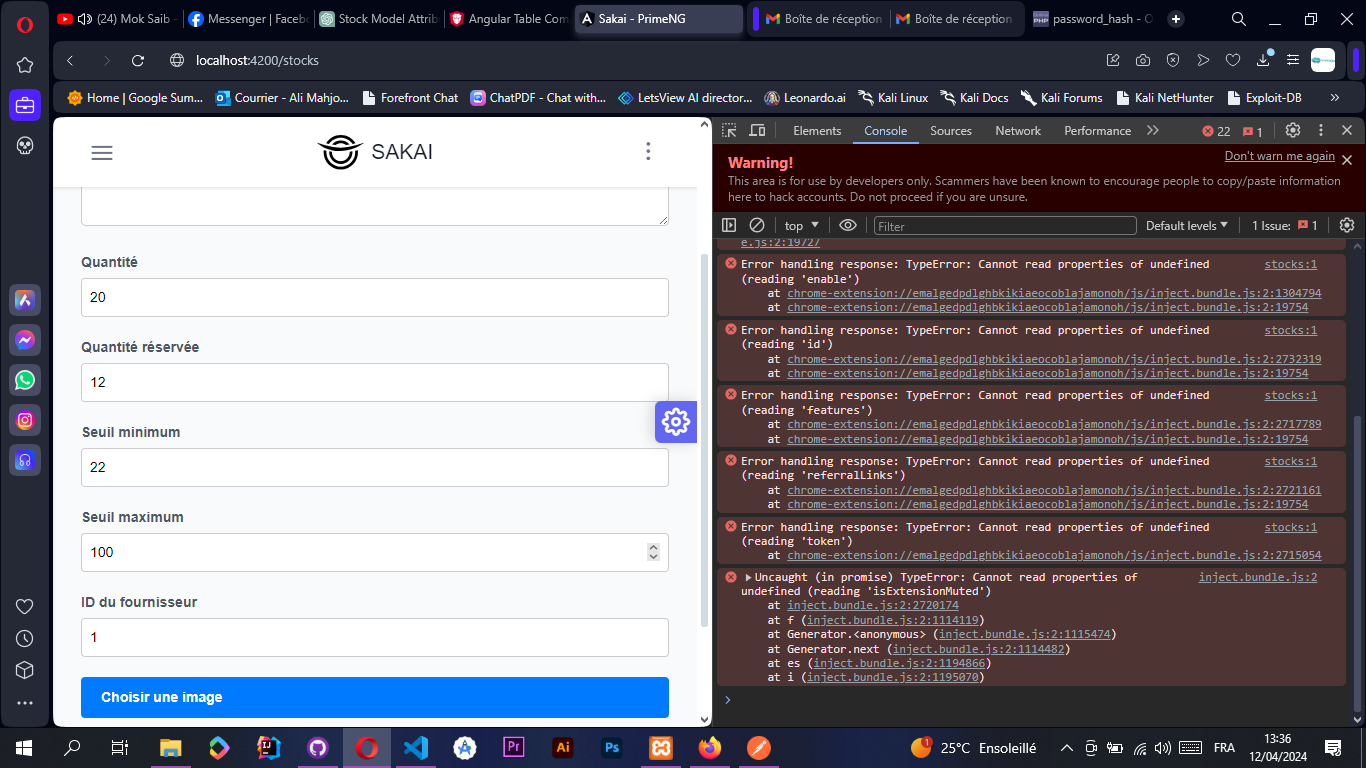 (24) Mok Saib -
Messenger | Faceb
Stock Model Attrib
Angular Table Com
Sakai - PrimeNG
Boîte de réception
Boîte de réception
password_hash - O
localhost:4200/stocks
Home | Google Sum...
Courrier - Ali Mahjo...
Forefront Chat
ChatPDF - Chat with...
LetsView AI director...
Leonardo.ai
Kali Linux
Kali Docs
Kali Forums
Kali NetHunter
Exploit-DB
SAKAI
Quantité
20
Quantité réservée
12
Seuil minimum
22
Seuil maximum
100
ID du fournisseur
1
Choisir une image
Elements
Console
Sources
Network
Performance
22
1
Warning!
Don't warn me again
This area is for use by developers only. Scammers have been known to encourage people to copy/paste information
here to hack accounts. Do not proceed if you are unsure.
top
Filter
Default levels
1 Issue:
1
e.js:2:19727
Error handling response: TypeError: Cannot read properties of undefined stocks:1
(reading 'enable')
at chrome-extension://emalgedpdlghbkikiaeocoblajamonoh/js/inject.bundle.js:2:1304794
at chrome-extension://emalgedpdlghbkikiaeocoblajamonoh/js/inject.bundle.js:2:19754
Error handling response: TypeError: Cannot read properties of undefined stocks:1
(reading 'id')
at chrome-extension://emalgedpdlghbkikiaeocoblajamonoh/js/inject.bundle.js:2:2732319
at chrome-extension://emalgedpdlghbkikiaeocoblajamonoh/js/inject.bundle.js:2:19754
Error handling response: TypeError: Cannot read properties of undefined stocks:1
(reading 'features')
at chrome-extension://emalgedpdlghbkikiaeocoblajamonoh/js/inject.bundle.js:2:2717789
at chrome-extension://emalgedpdlghbkikiaeocoblajamonoh/js/inject.bundle.js:2:19754
Error handling response: TypeError: Cannot read properties of undefined stocks:1
(reading 'referralLinks')
at chrome-extension://emalgedpdlghbkikiaeocoblajamonoh/js/inject.bundle.js:2:2721161
at chrome-extension://emalgedpdlghbkikiaeocoblajamonoh/js/inject.bundle.js:2:19754
Error handling response: TypeError: Cannot read properties of undefined stocks:1
(reading 'token')
at chrome-extension://emalgedpdlghbkikiaeocoblajamonoh/js/inject.bundle.js:2:2715054
Uncaught (in promise) TypeError: Cannot read properties of inject.bundle.js:2
undefined (reading 'isExtensionMuted')
at inject.bundle.js:2:2720174
at f (inject.bundle.js:2:1114119)
at Generator.<anonymous> (inject.bundle.js:2:1115474)
at Generator.next (inject.bundle.js:2:1114482)
at es (inject.bundle.js:2:1194866)
at i (inject.bundle.js:2:1195070)
Pr
Ai
Ps
1
25°C Ensoleillé
FRA
13:36
12/04/2024